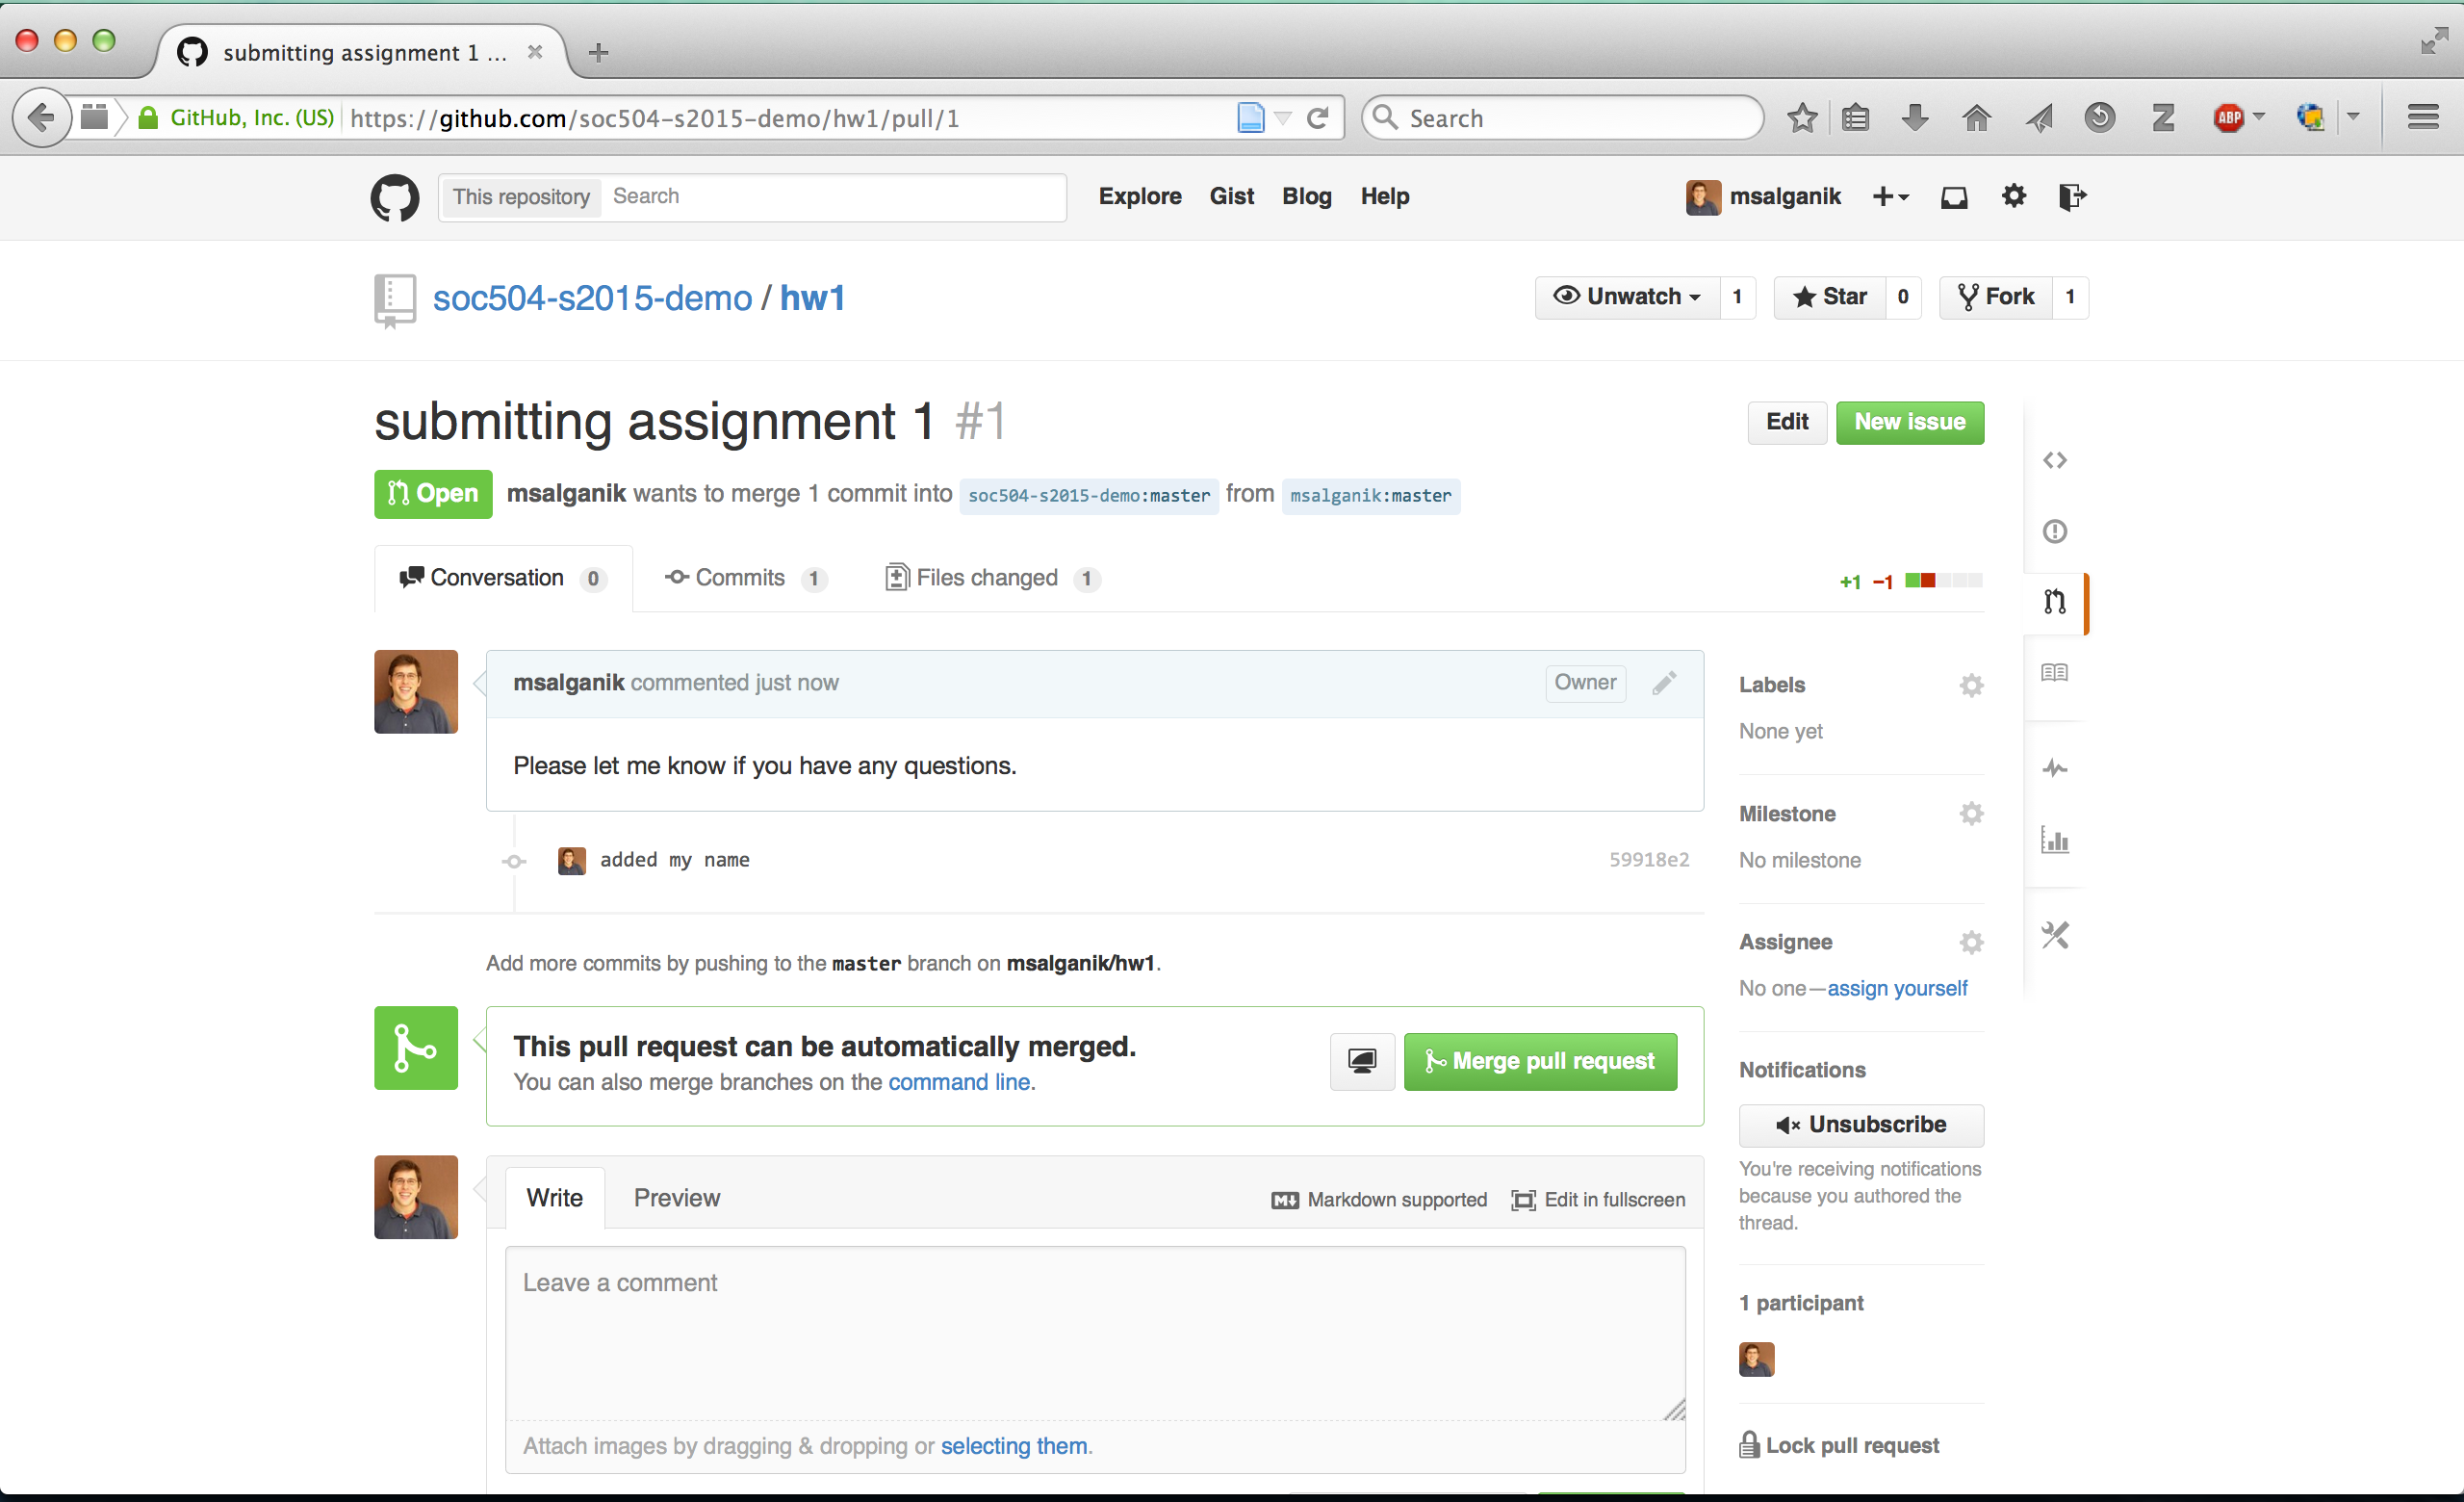 submitting assignment 1 ...
GitHub, Inc. (US) https://github.com/soc504-s2015-demo/hw1/pull/1
Search
ABP
This repository Search
Explore Gist Blog Help
msalganik
soc504-s2015-demo / hw1
Unwatch 1
Star 0
Fork 1
submitting assignment 1 #1
Edit
New issue
Open msalganik wants to merge 1 commit into soc504-s2015-demo:master from msalganik:master
Conversation 0
Commits 1
Files changed 1
+1 −1
msalganik commented just now
Owner
Please let me know if you have any questions.
added my name
59918e2
Add more commits by pushing to the master branch on msalganik/hw1.
This pull request can be automatically merged.
You can also merge branches on the command line.
Merge pull request
Write Preview
Markdown supported
Edit in fullscreen
Leave a comment
Attach images by dragging & dropping or selecting them.
Labels
None yet
Milestone
No milestone
Assignee
No one—assign yourself
Notifications
Unsubscribe
You're receiving notifications
because you authored the
thread.
1 participant
Lock pull request